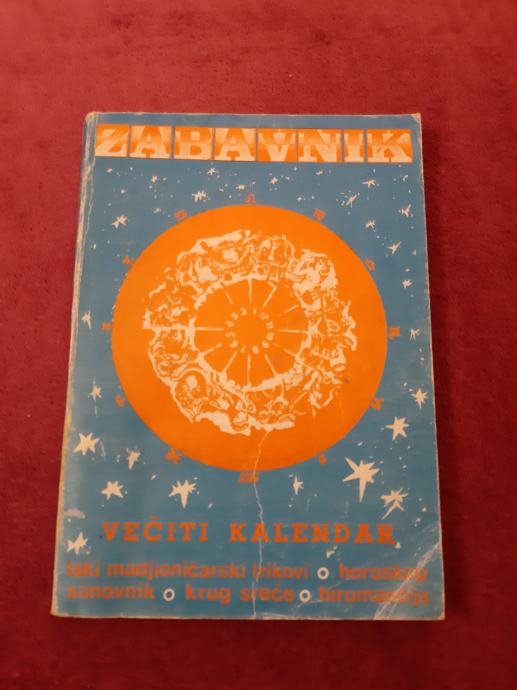 ZABAVNIK
VEČITI KALENDAR
laki madjioničarski trikovi o horoskop
sanovnik o krug sreće o hiromantija